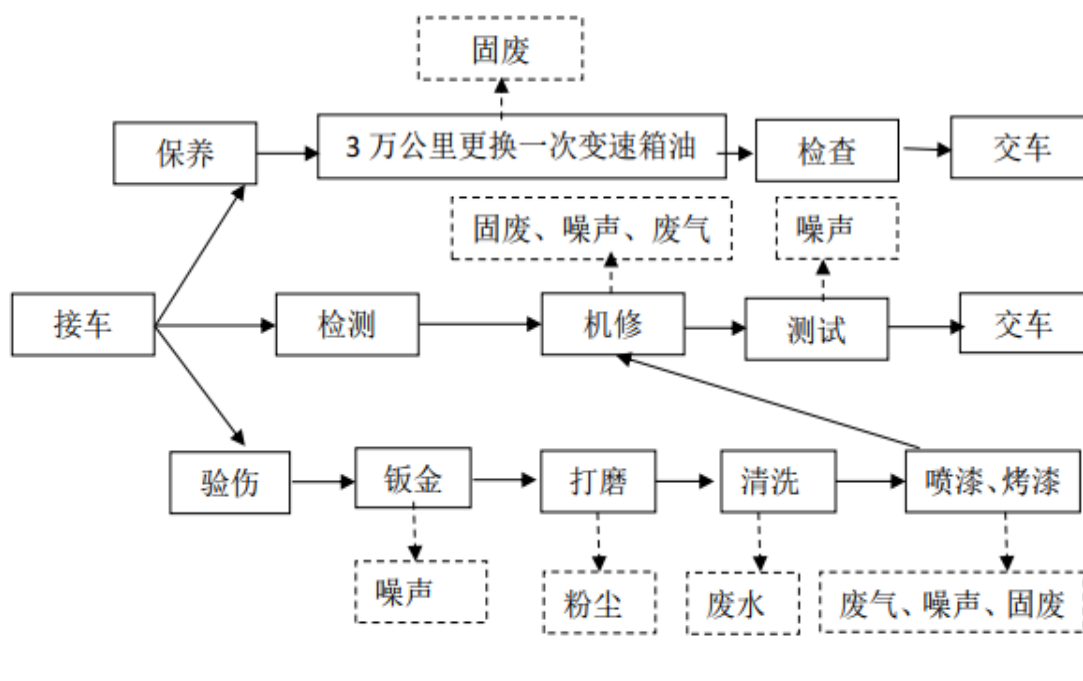 固废
保养
3 万公里更换一次变速箱油
检查
交车
固废、噪声、废气
噪声
接车
检测
机修
测试
交车
验伤
钣金
打磨
清洗
喷漆、烤漆
噪声
粉尘
废水
废气、噪声、固废